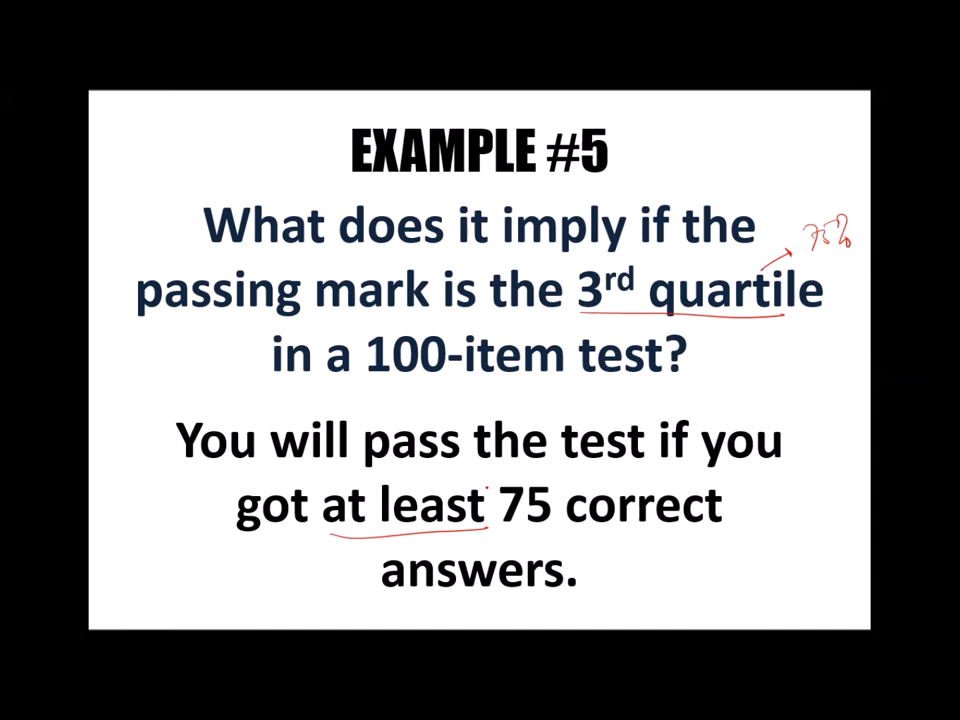 EXAMPLE #5
What does it imply if the
75%
passing mark is the 3rd quartile
in a 100-item test?
You will pass the test if you
got at least 75 correct
answers.